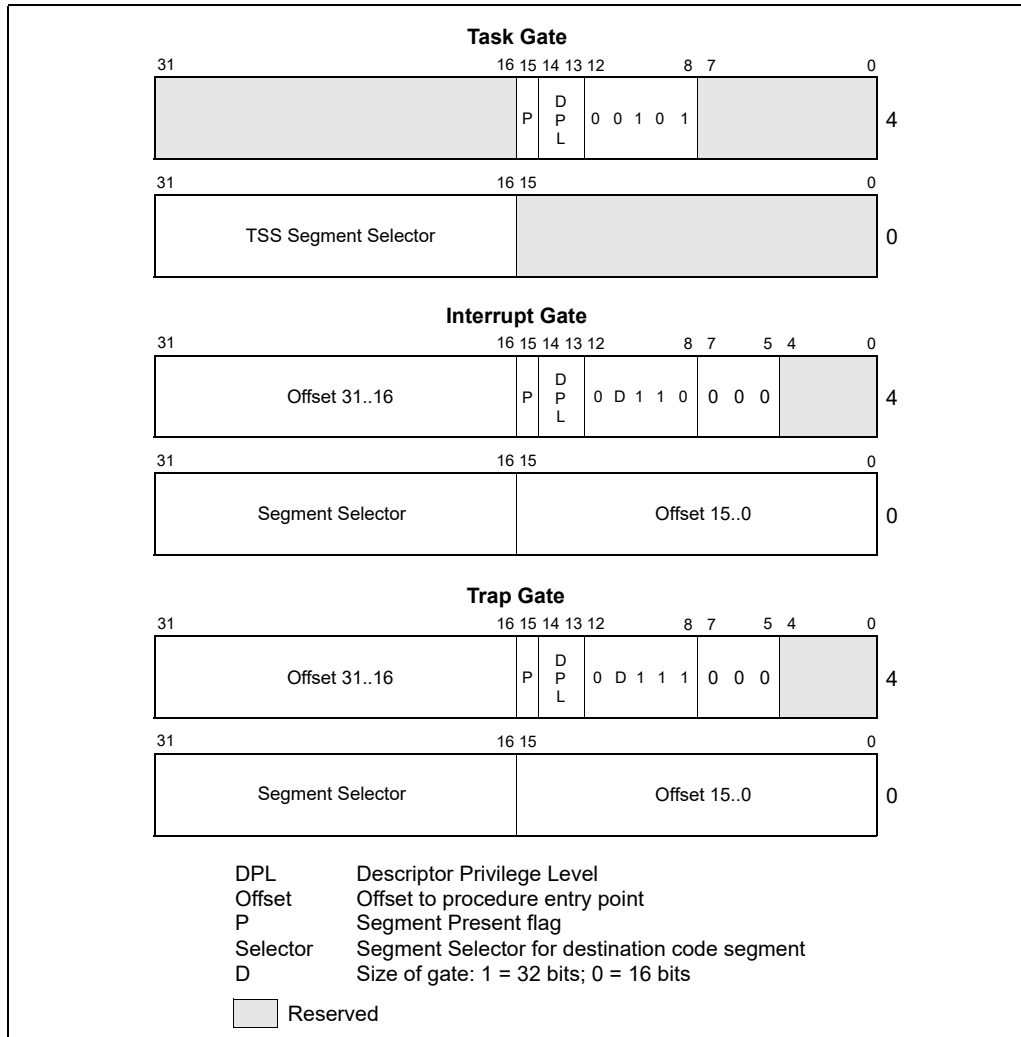 Task Gate
31 16 15 14 13 12 8 7 0
P D P L 0 0 1 0 1 4
31 16 15 0
TSS Segment Selector 0
Interrupt Gate
31 16 15 14 13 12 8 7 5 4 0
Offset 31..16 P D P L 0 D 1 1 0 0 0 0 4
31 16 15 0
Segment Selector Offset 15..0 0
Trap Gate
31 16 15 14 13 12 8 7 5 4 0
Offset 31..16 P D P L 0 D 1 1 1 0 0 0 4
31 16 15 0
Segment Selector Offset 15..0 0
DPL Descriptor Privilege Level
Offset Offset to procedure entry point
P Segment Present flag
Selector Segment Selector for destination code segment
D Size of gate: 1 = 32 bits; 0 = 16 bits
Reserved